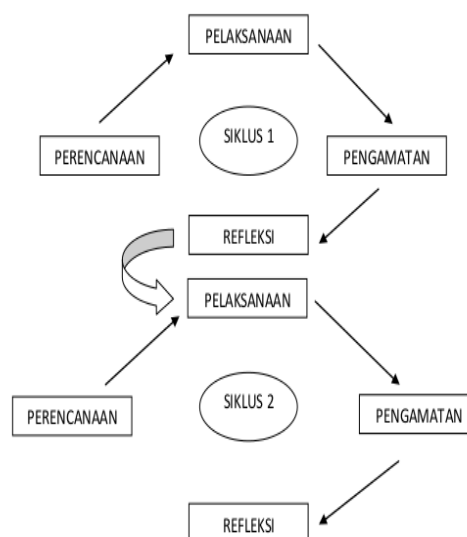 PELAKSANAAN
SIKLUS 1
PERENCANAAN
PENGAMATAN
REFLEKSI
PELAKSANAAN
SIKLUS 2
PERENCANAAN
PENGAMATAN
REFLEKSI